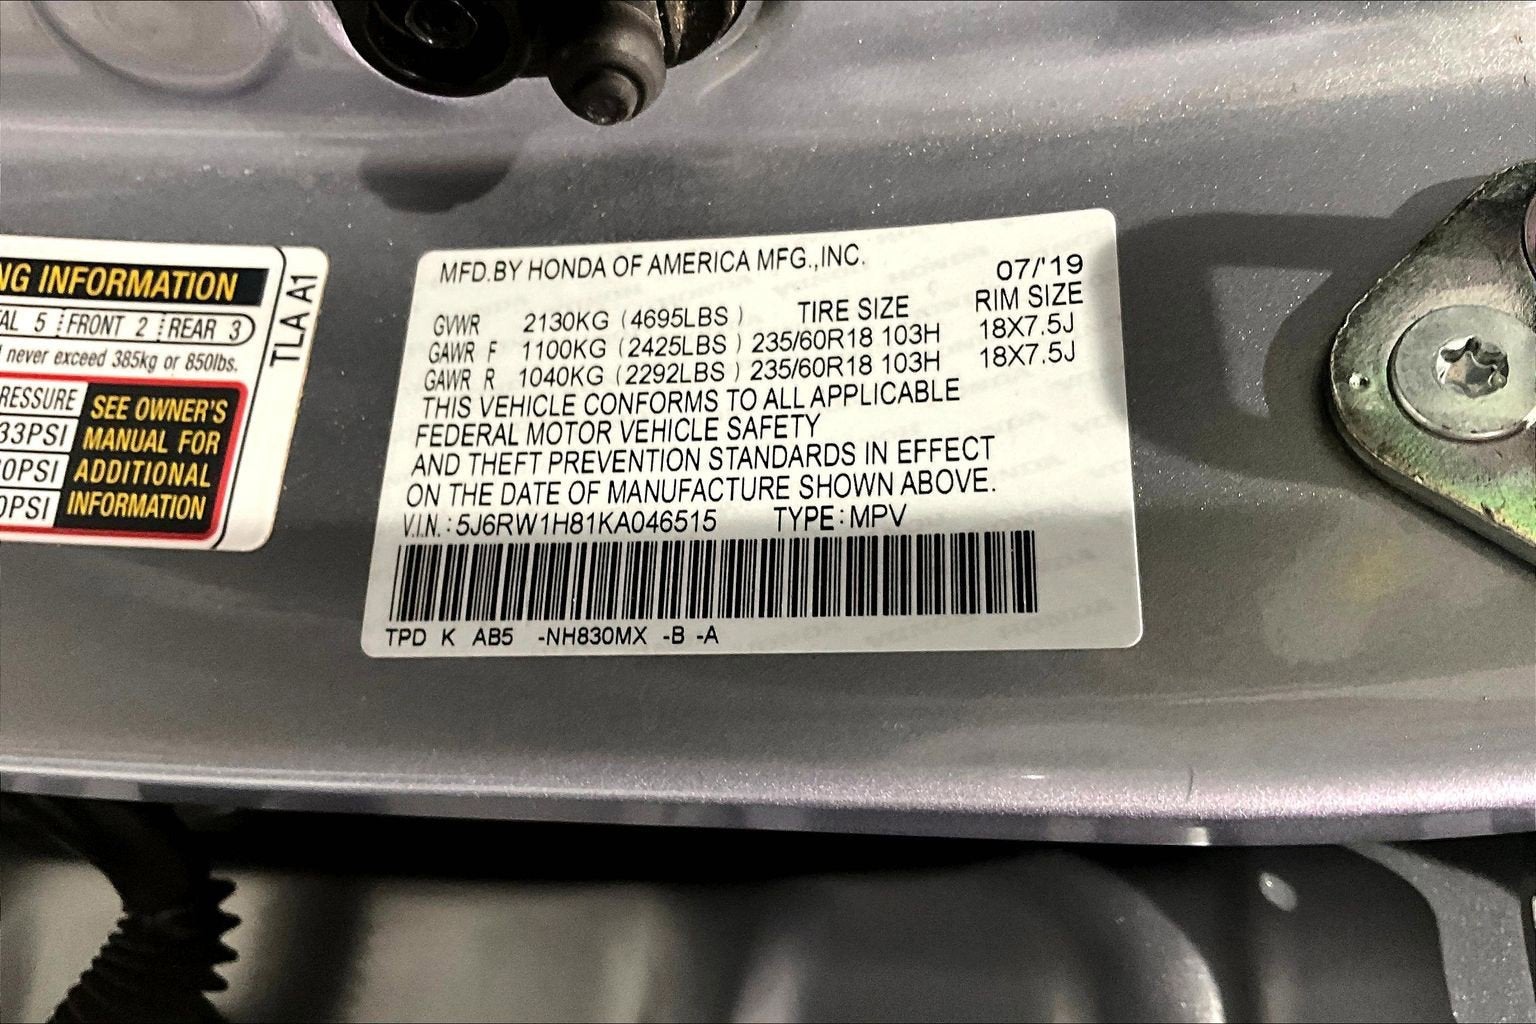 NG INFORMATION
AL 5 FRONT 2 REAR 3
never exceed 385kg or 850lbs.
RESSURE
33PSI
0PSI
0PSI
SEE OWNER'S
MANUAL FOR
ADDITIONAL
INFORMATION
TLA A1
MFD.BY HONDA OF AMERICA MFG.,INC.
07/'19
GVWR 2130KG (4695LBS) TIRE SIZE RIM SIZE
GAWR F 1100KG (2425LBS) 235/60R18 103H 18X7.5J
GAWR R 1040KG (2292LBS) 235/60R18 103H 18X7.5J
THIS VEHICLE CONFORMS TO ALL APPLICABLE
FEDERAL MOTOR VEHICLE SAFETY
AND THEFT PREVENTION STANDARDS IN EFFECT
ON THE DATE OF MANUFACTURE SHOWN ABOVE.
V.I.N.: 5J6RW1H81KA046515 TYPE: MPV
TPD K AB5 -NH830MX -B -A